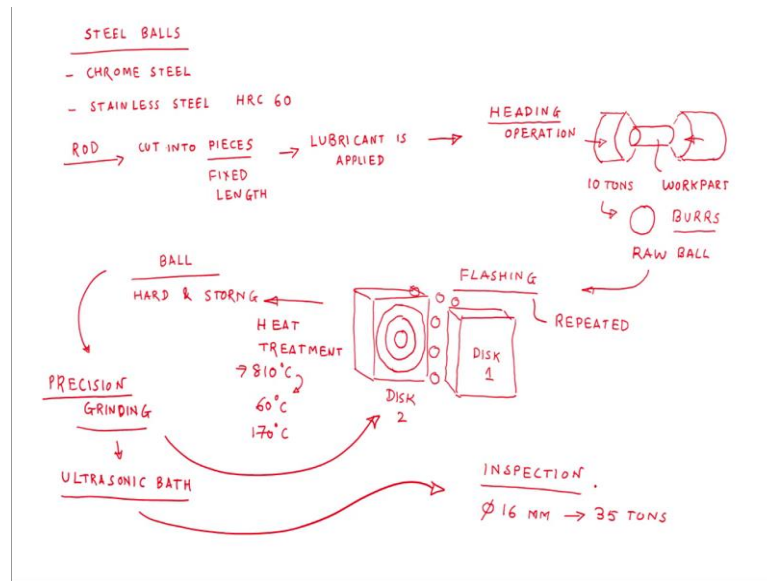 STEEL BALLS
- CHROME STEEL
- STAINLESS STEEL HRC 60
ROD → CUT INTO PIECES → LUBRICANT IS →
FIXED
LENGTH
APPLIED
HEADING
OPERATION
10 TONS
WORKPART
BURRS
RAW BALL
FLASHING
REPEATED
DISK
1
DISK
2
BALL
HARD & STORNG
HEAT
TREATMENT
→ 810°C
60°C
170°C
PRECISION
GRINDING
ULTRASONIC BATH
INSPECTION.
Ø 16 MM → 35 TONS